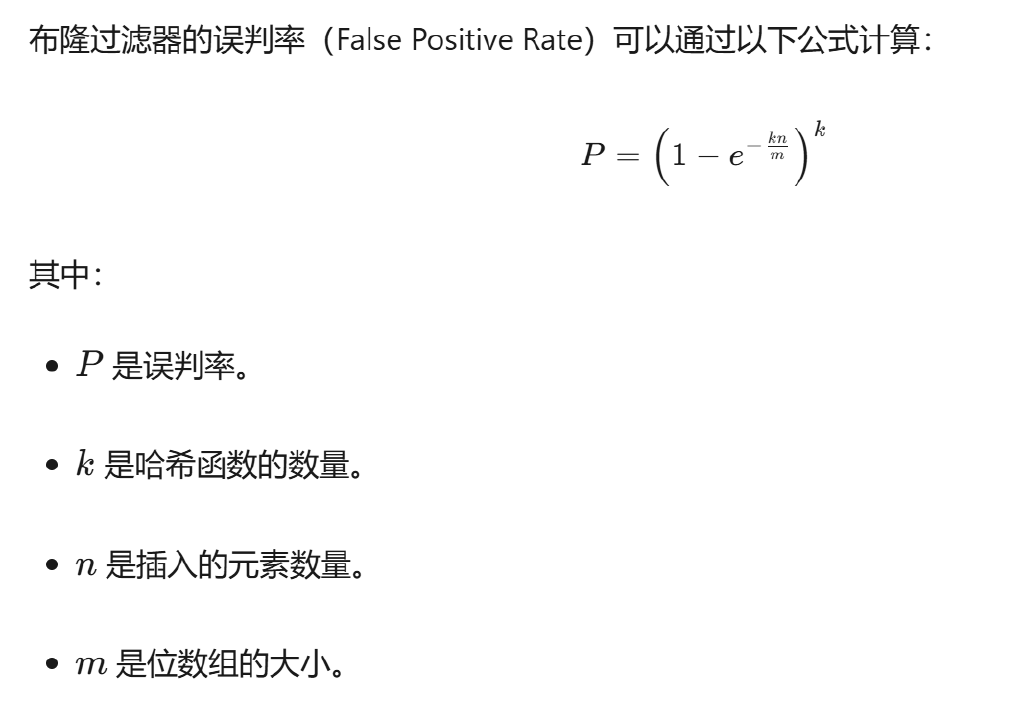 布隆过滤器的误判率（False Positive Rate）可以通过以下公式计算：
P = (1 − e^{−\frac{kn}{m}})^k
其中：
• P 是误判率。
• k 是哈希函数的数量。
• n 是插入的元素数量。
• m 是位数组的大小。